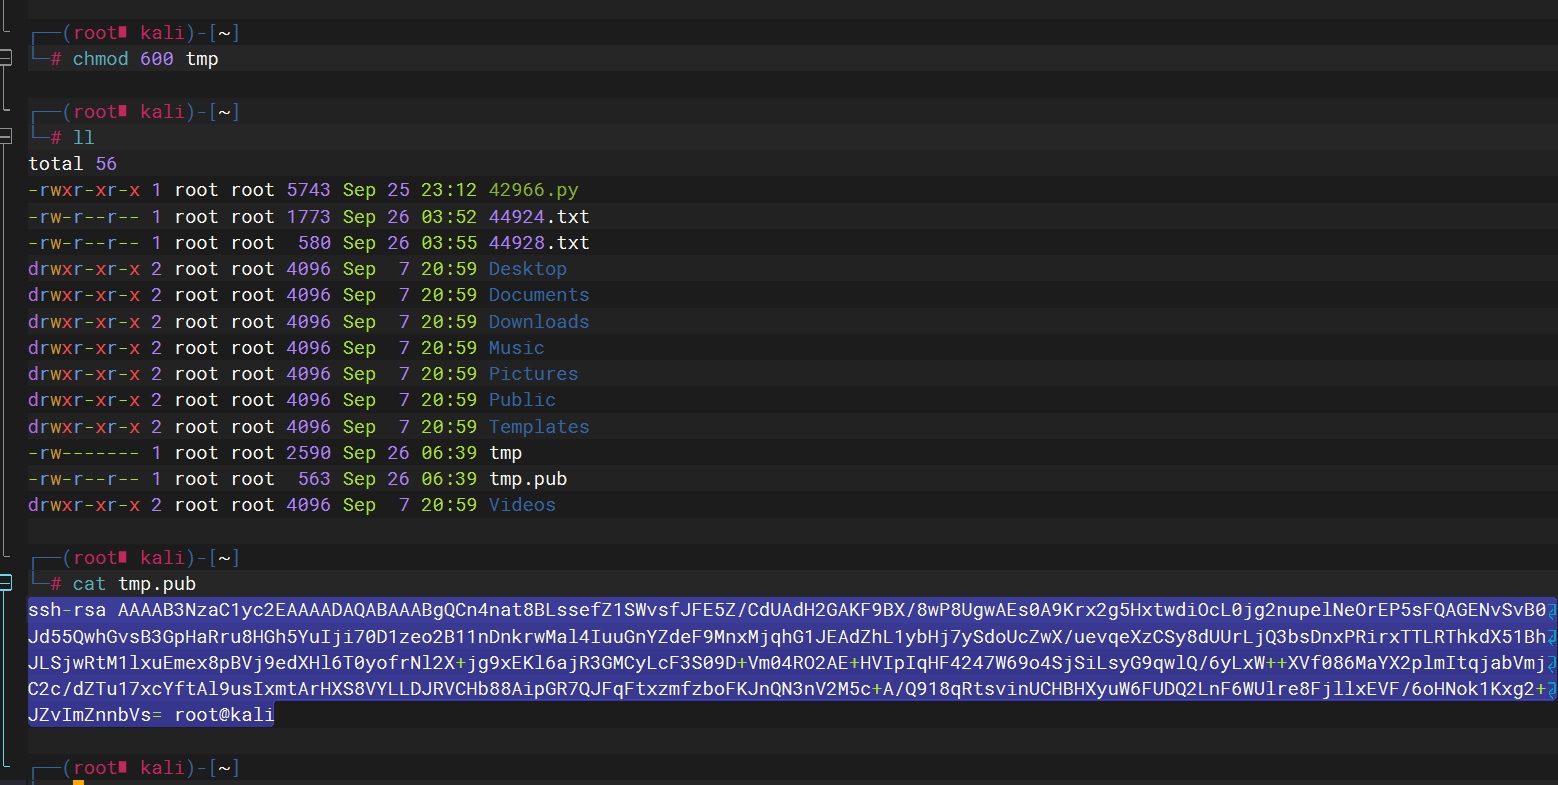 ┌──(root㉿ kali)-[~]
└─# chmod 600 tmp
┌──(root㉿ kali)-[~]
└─# ll
total 56
-rwxr-xr-x 1 root root 5743 Sep 25 23:12 42966.py
-rw-r--r-- 1 root root 1773 Sep 26 03:52 44924.txt
-rw-r--r-- 1 root root  580 Sep 26 03:55 44928.txt
drwxr-xr-x 2 root root 4096 Sep  7 20:59 Desktop
drwxr-xr-x 2 root root 4096 Sep  7 20:59 Documents
drwxr-xr-x 2 root root 4096 Sep  7 20:59 Downloads
drwxr-xr-x 2 root root 4096 Sep  7 20:59 Music
drwxr-xr-x 2 root root 4096 Sep  7 20:59 Pictures
drwxr-xr-x 2 root root 4096 Sep  7 20:59 Public
drwxr-xr-x 2 root root 4096 Sep  7 20:59 Templates
-rw------- 1 root root 2590 Sep 26 06:39 tmp
-rw-r--r-- 1 root root  563 Sep 26 06:39 tmp.pub
drwxr-xr-x 2 root root 4096 Sep  7 20:59 Videos
┌──(root㉿ kali)-[~]
└─# cat tmp.pub
ssh-rsa AAAAB3NzaC1yc2EAAAADAQABAAABgQCn4nat8BLssefZ1SWvsfJFE5Z/CdUAdH2GAKF9BX/8wP8UgwAEs0A9Krx2g5HxtwdiOcL0jg2nupelNeOrEP5sFQAGENvSvB0
Jd55QwhGvsB3GpHaRru8HGh5YuIji70D1zeo2B11nDnkrwMal4IuuGnYZdeF9MnxMjqhG1JEAdZhL1ybHj7ySdoUcZwX/uevqeXzCSy8dUUrLjQ3bsDnxPRirxTTLRThkdX51Bh
JLSjwRtM1lxuEmex8pBVj9edXHl6T0yofrNl2X+jg9xEKl6ajR3GMCyLcF3S09D+Vm04RO2AE+HVIpIqHF4247W69o4SjSiLsyG9qwlQ/6yLxW++XVf086MaYX2plmItqjabVmj
C2c/dZTu17xcYftAl9usIxmtArHXS8VYLLDJRVCHb88AipGR7QJFqFtxzmfzboFKJnQN3nV2M5c+A/Q918qRtsvinUCHBHXyuW6FUDQ2LnF6WUlre8FjllxEVF/6oHNok1Kxg2+
JZvImZnnbVs= root@kali
┌──(root㉿ kali)-[~]